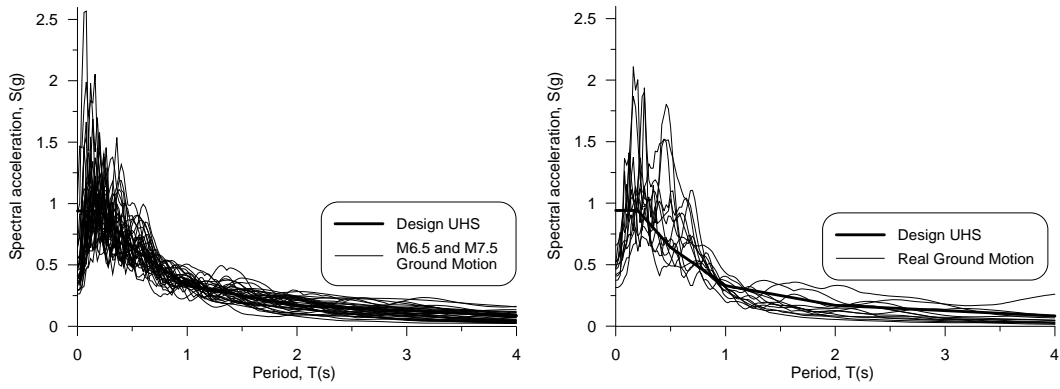 Spectral acceleration, S(g)
2.5
2
1.5
1
0.5
0
0 1 2 3 4
Period, T(s)
Design UHS
M6.5 and M7.5
Ground Motion
Spectral acceleration, S(g)
2.5
2
1.5
1
0.5
0
0 1 2 3 4
Period, T(s)
Design UHS
Real Ground Motion